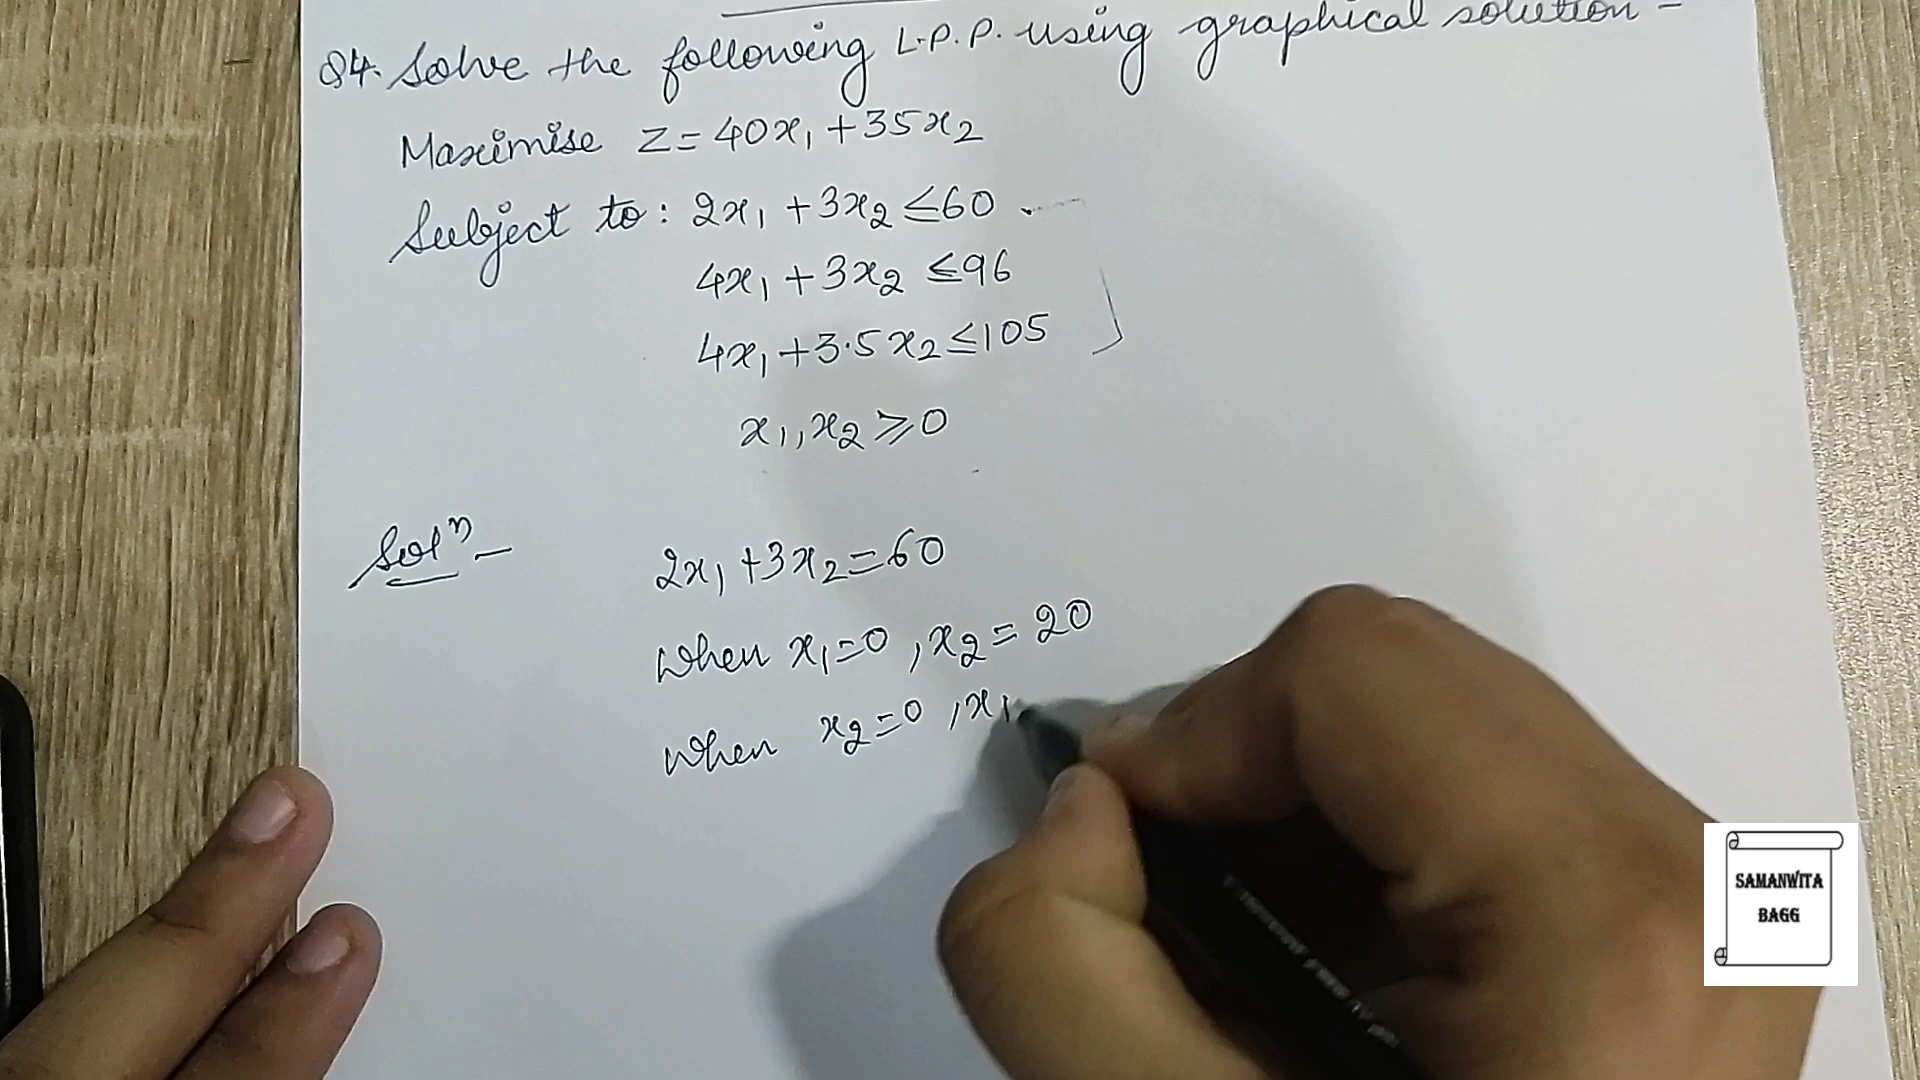 Q4. Solve the following L.P.P. using graphical solution -
Maximise Z = 40x₁ + 35x₂
Subject to : 2x₁ + 3x₂ ≤ 60
4x₁ + 3x₂ ≤ 96
4x₁ + 3.5x₂ ≤ 105
x₁, x₂ ≥ 0
Solⁿ -
2x₁ + 3x₂ = 60
When x₁ = 0, x₂ = 20
When x₂ = 0, x₁
SAMANWITA
BAGG